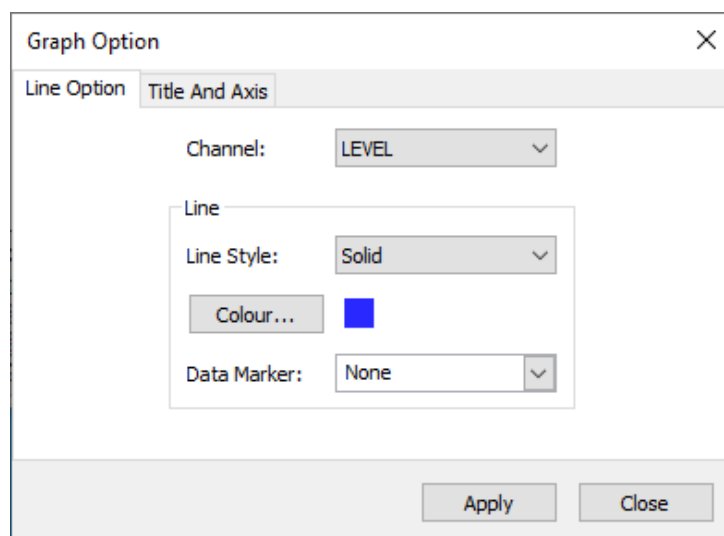 Graph Option
Line Option Title And Axis
Channel: LEVEL
Line
Line Style: Solid
Colour...
Data Marker: None
Apply Close